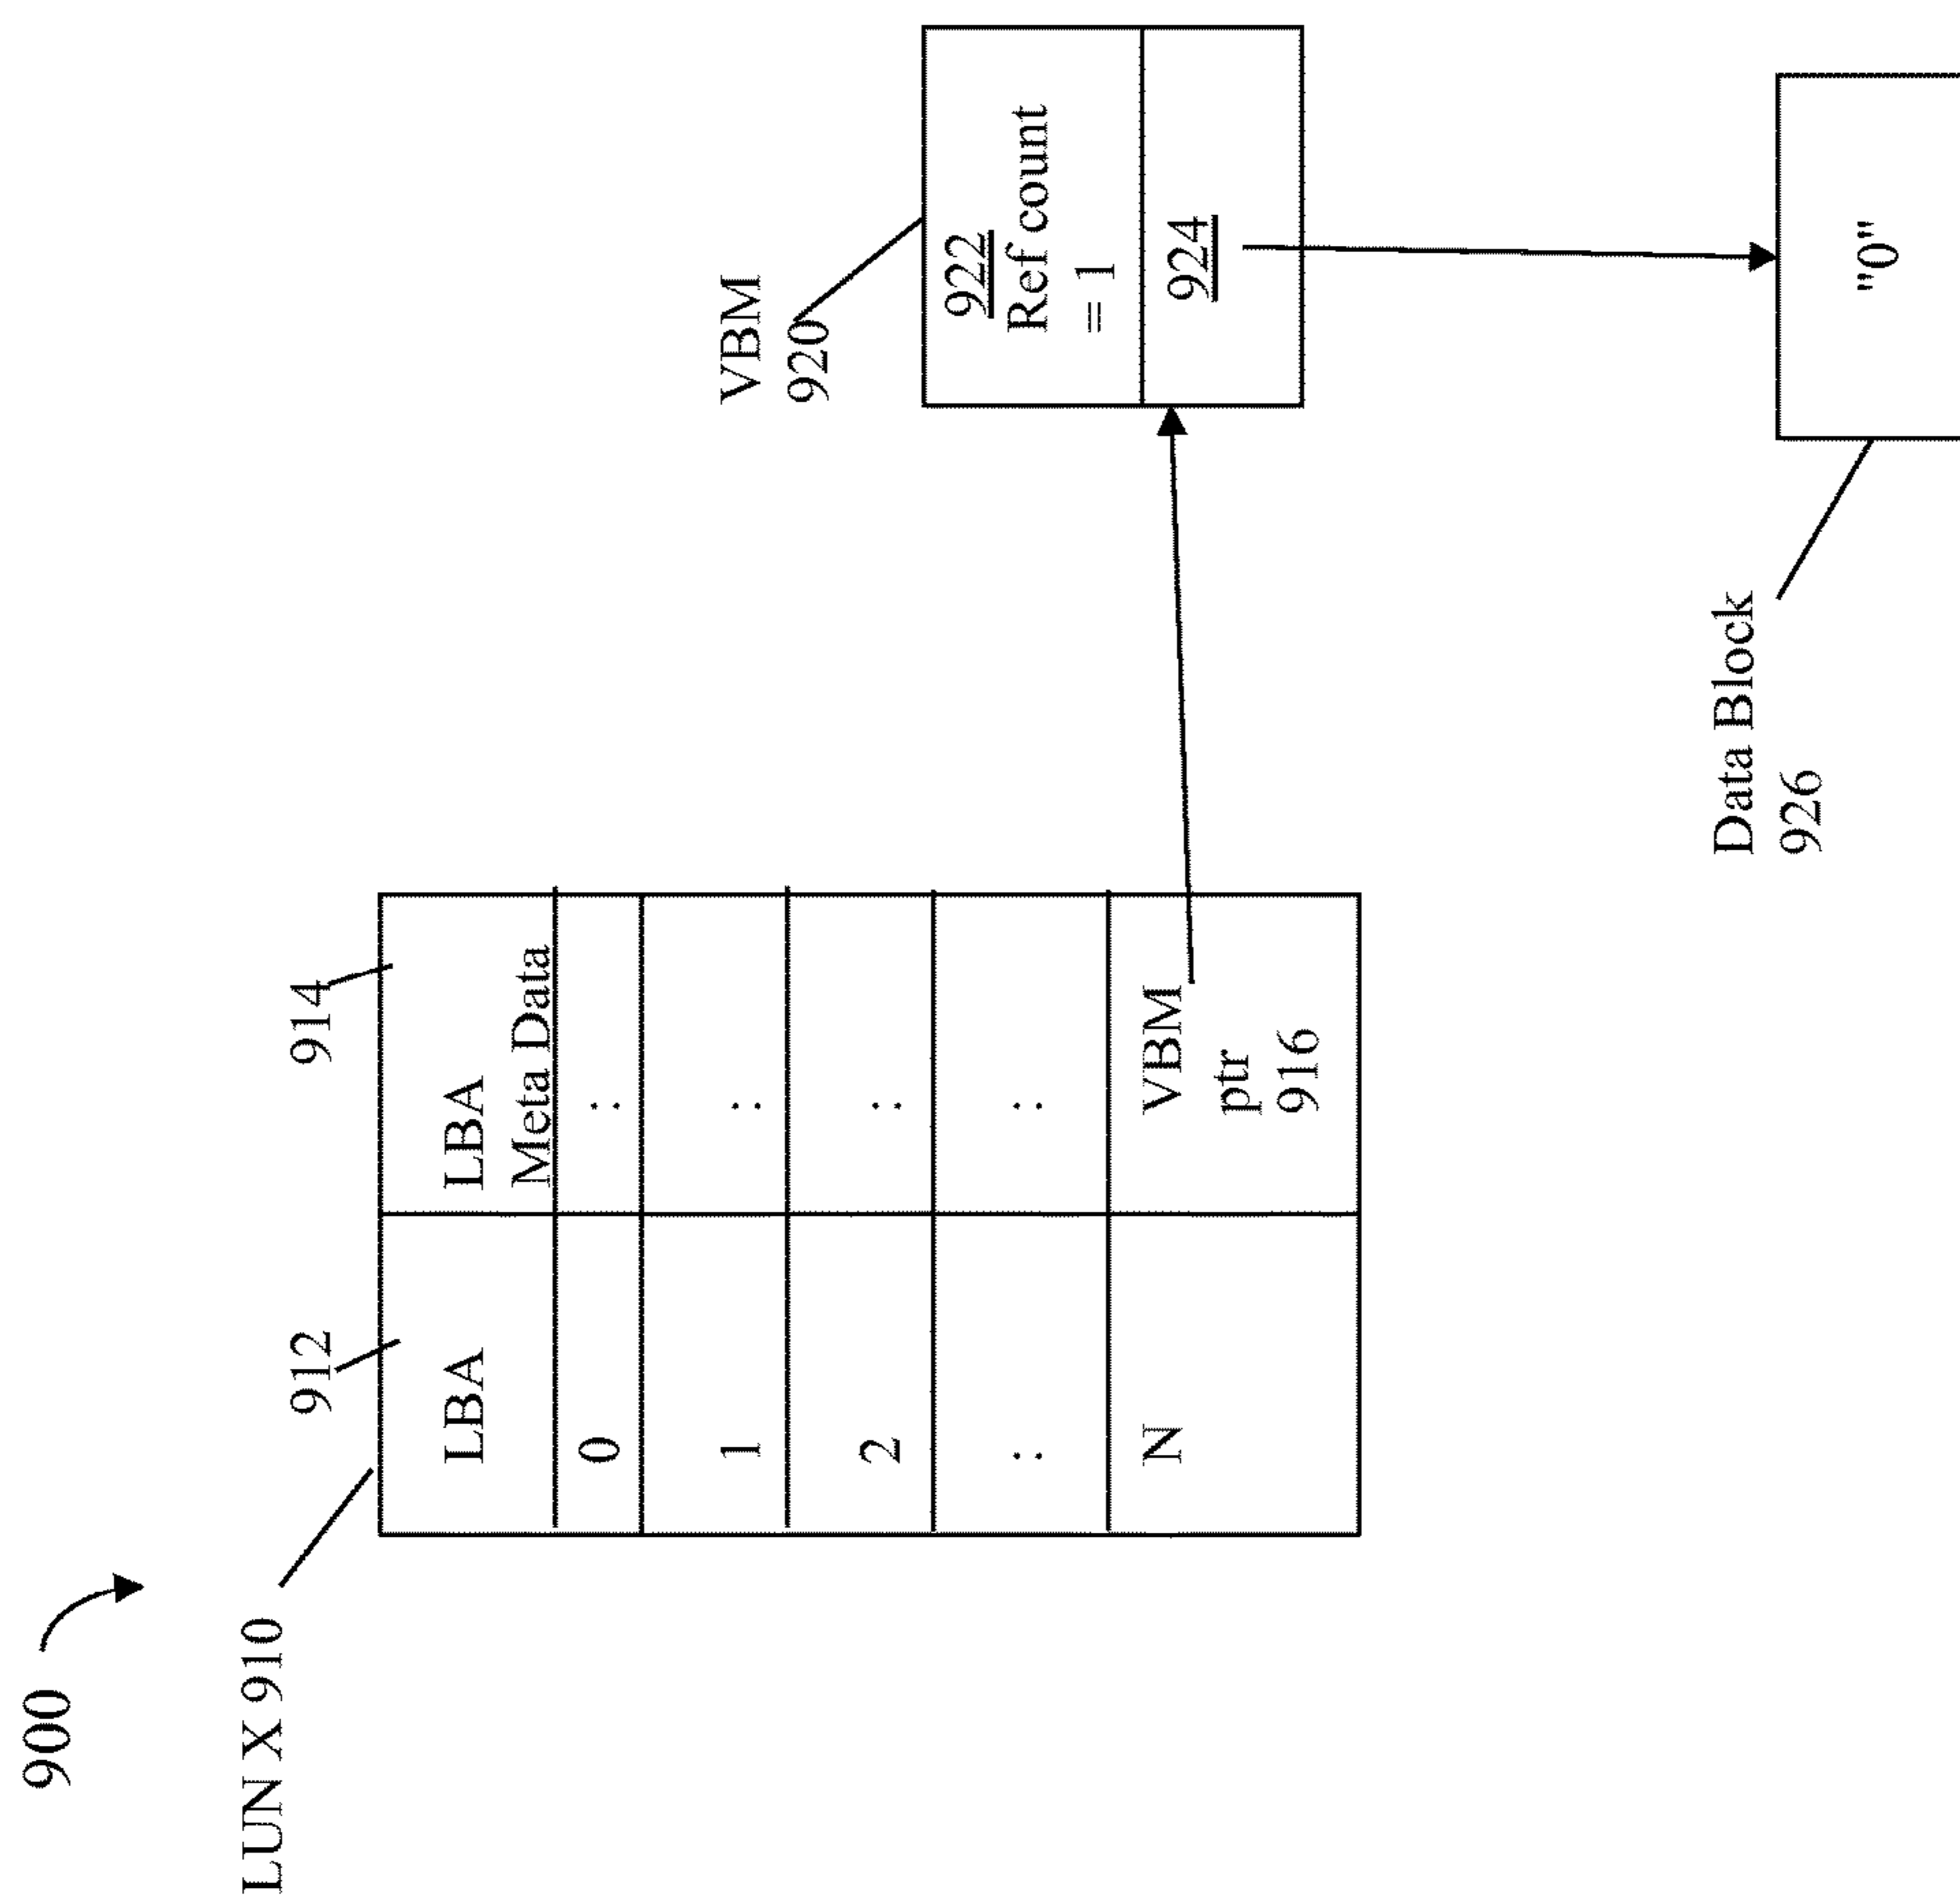 900
LUN X 910
912
914
LBA
LBA
Meta Data
0
:
1
:
2
:
:
:
N
VBM
ptr
916
VBM
920
922
Ref count
= 1
924
Data Block
926
"0"